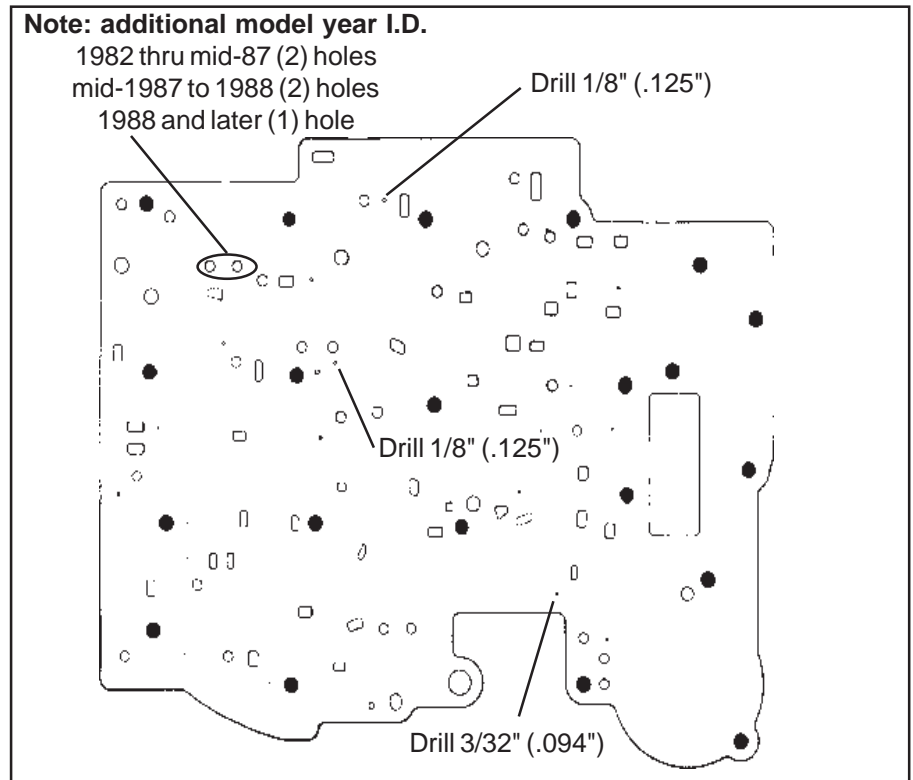 Note: additional model year I.D.
1982 thru mid-87 (2) holes
mid-1987 to 1988 (2) holes
1988 and later (1) hole
Drill 1/8" (.125")
Drill 1/8" (.125")
Drill 3/32" (.094")